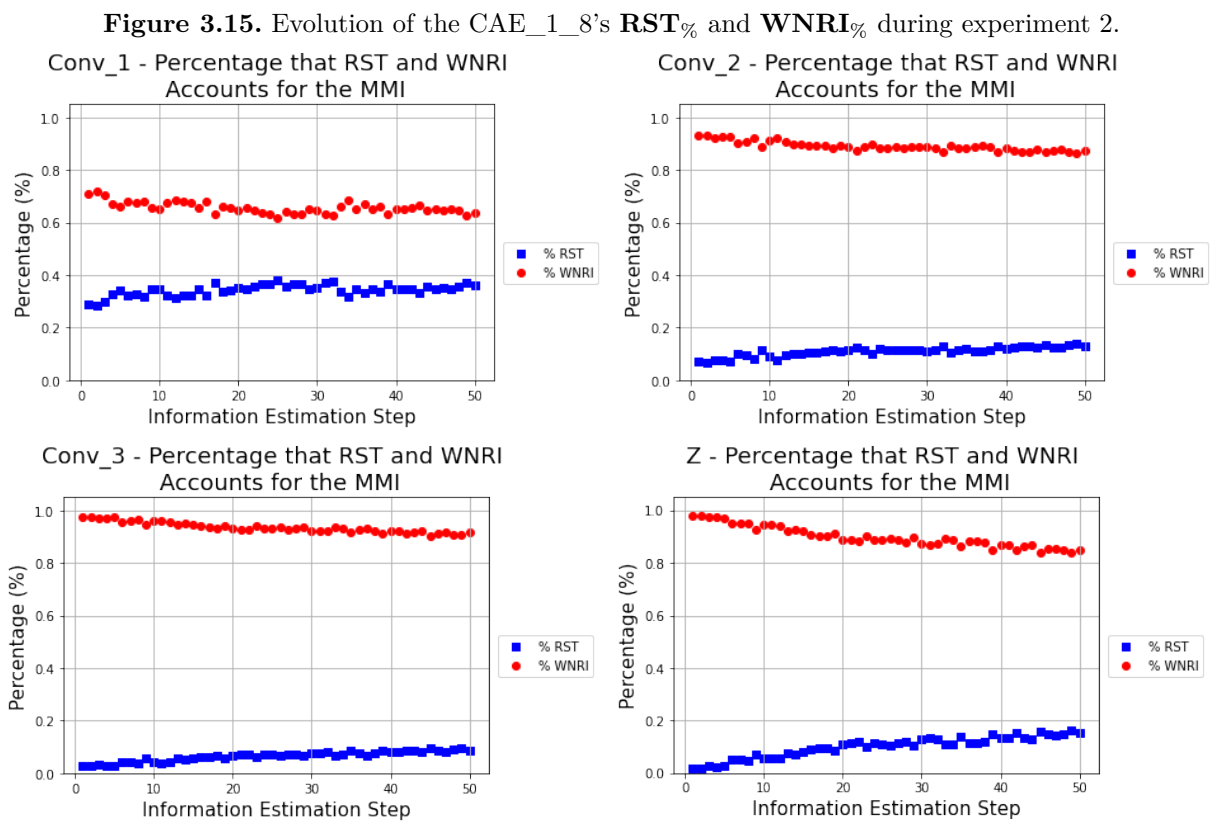 Figure 3.15. Evolution of the CAE_1_8's RST% and WNRI% during experiment 2.
Conv_1 - Percentage that RST and WNRI
Accounts for the MMI
1.0
0.8
0.6
0.4
0.2
0.0
Percentage (%)
0 10 20 30 40 50
Information Estimation Step
% RST
% WNRI
Conv_2 - Percentage that RST and WNRI
Accounts for the MMI
1.0
0.8
0.6
0.4
0.2
0.0
Percentage (%)
0 10 20 30 40 50
Information Estimation Step
% RST
% WNRI
Conv_3 - Percentage that RST and WNRI
Accounts for the MMI
1.0
0.8
0.6
0.4
0.2
0.0
Percentage (%)
0 10 20 30 40 50
Information Estimation Step
% RST
% WNRI
Z - Percentage that RST and WNRI
Accounts for the MMI
1.0
0.8
0.6
0.4
0.2
0.0
Percentage (%)
0 10 20 30 40 50
Information Estimation Step
% RST
% WNRI